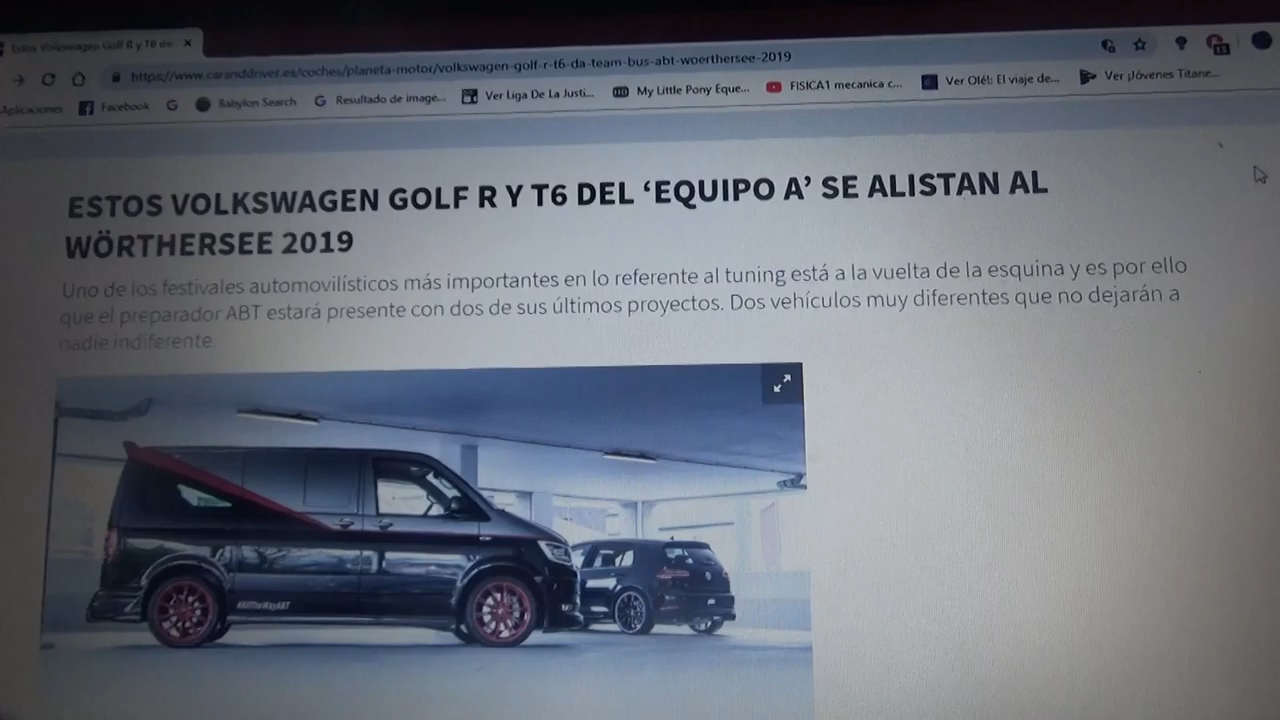 Estos Volkswagen Golf R y T6 de
https://www.caranddriver.es/coches/planeta-motor/volkswagen-golf-r-t6-da-team-bus-abt-woerthersee-2019
13
Aplicaciones Facebook Babylon Search Resultado de image... Ver Liga De La Justi... My Little Pony Eque... FISICA1 mecanica c... Ver Olé!: El viaje de... Ver ¡Jóvenes Titane...
ESTOS VOLKSWAGEN GOLF R Y T6 DEL ‘EQUIPO A’ SE ALISTAN AL
WÖRTHERSEE 2019
Uno de los festivales automovilísticos más importantes en lo referente al tuning está a la vuelta de la esquina y es por ello
que el preparador ABT estará presente con dos de sus últimos proyectos. Dos vehículos muy diferentes que no dejarán a
nadie indiferente.